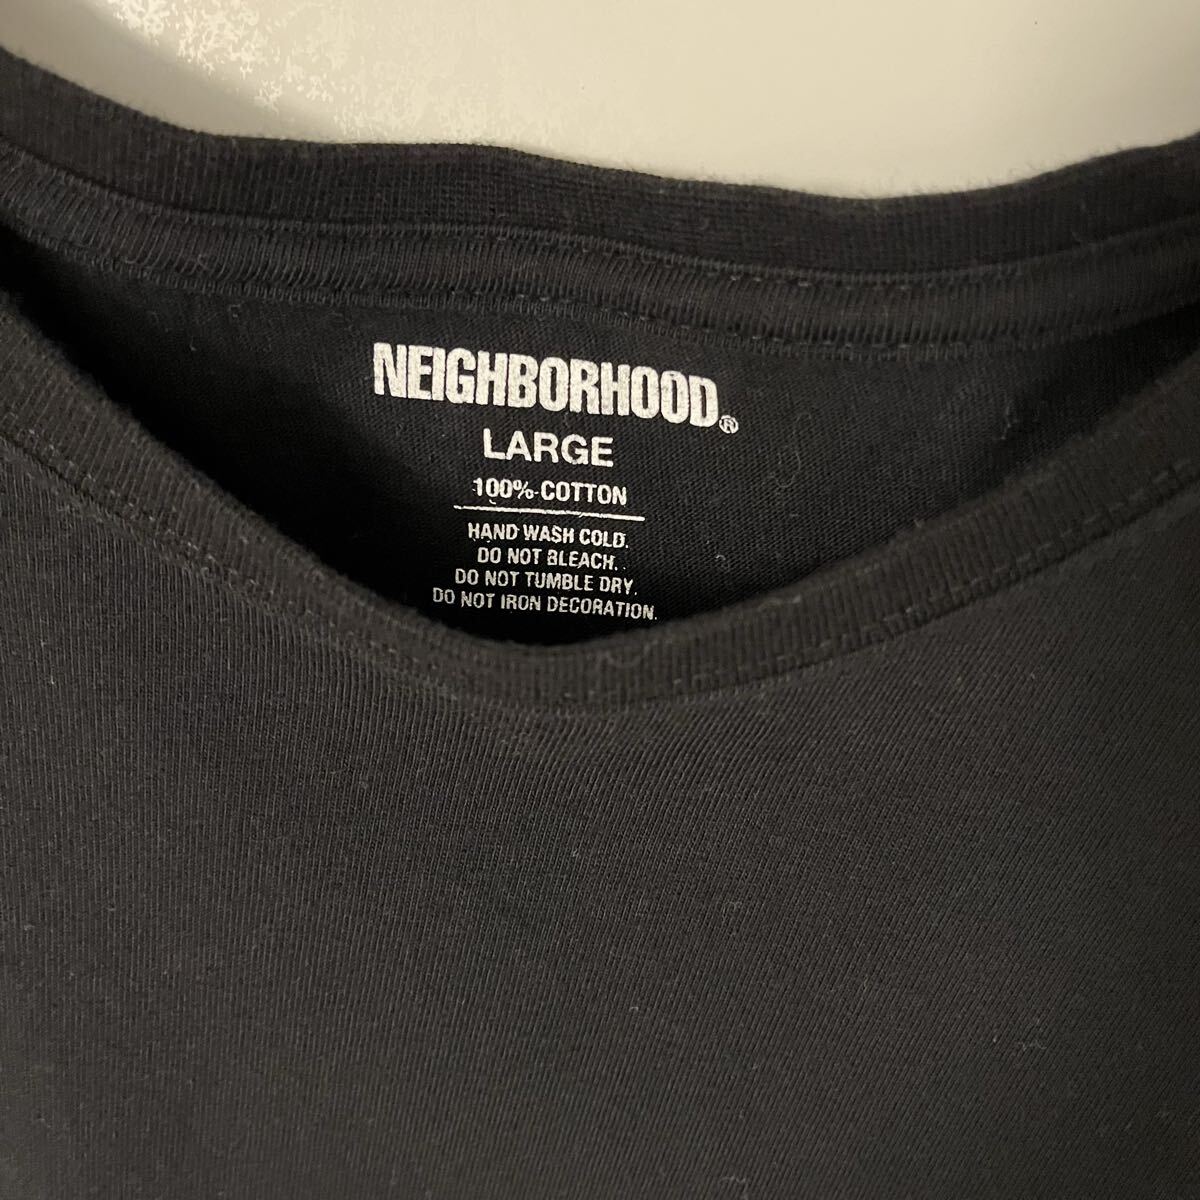 NEIGHBORHOOD®
LARGE
100% COTTON
HAND WASH COLD.
DO NOT BLEACH.
DO NOT TUMBLE DRY.
DO NOT IRON DECORATION.